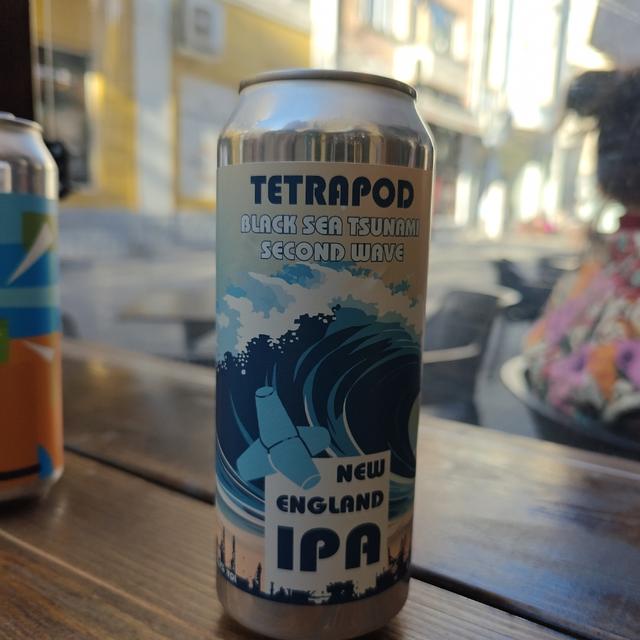 TETRAPOD
BLACK SEA TSUNAMI
SECOND WAVE
NEW
ENGLAND
IPA